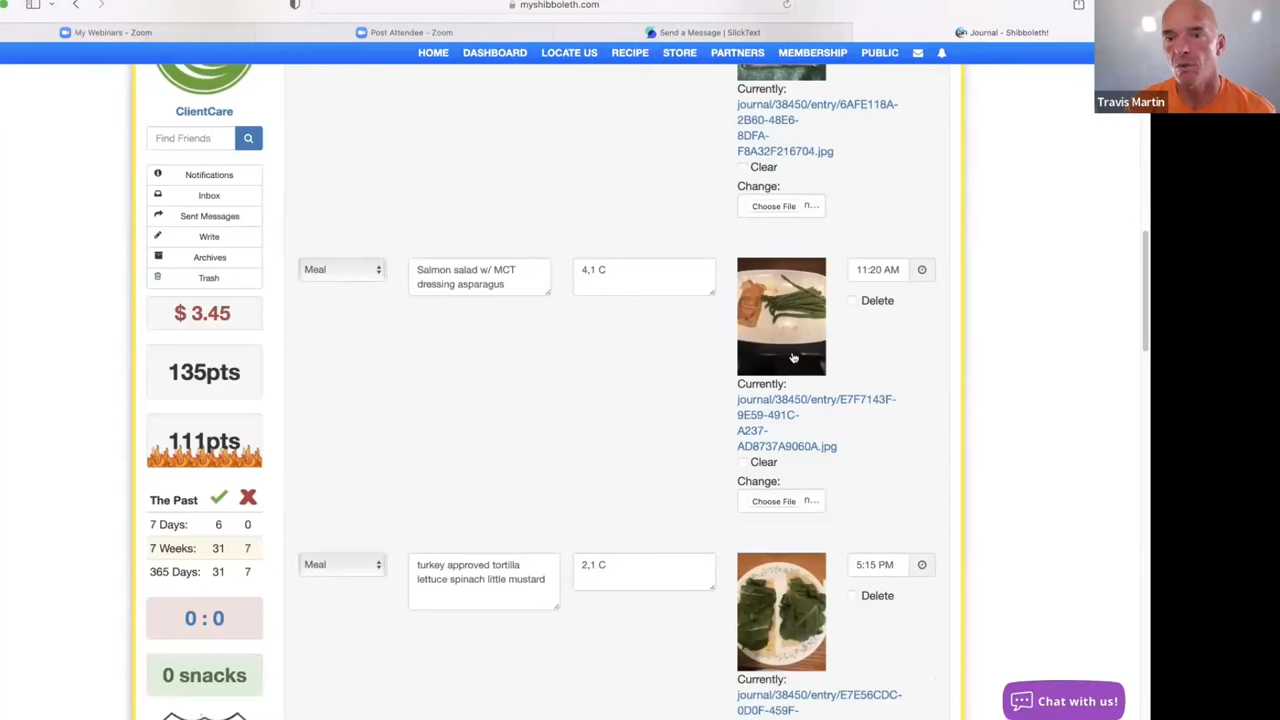 myshibboleth.com
My Webinars - Zoom
Post Attendee - Zoom
Send a Message | SlickText
Journal - Shibboleth!
HOME DASHBOARD LOCATE US RECIPE STORE PARTNERS MEMBERSHIP PUBLIC
Travis Martin
ClientCare
Find Friends
Notifications
Inbox
Sent Messages
Write
Archives
Trash
$ 3.45
135pts
111pts
The Past
7 Days: 6 0
7 Weeks: 31 7
365 Days: 31 7
0 : 0
0 snacks
Currently:
journal/38450/entry/6AFE118A-
2B60-48E6-
8DFA-
F8A32F216704.jpg
Clear
Change:
Choose File n...
Meal
Salmon salad w/ MCT
dressing asparagus
4,1 C
11:20 AM
Delete
Currently:
journal/38450/entry/E7F7143F-
9E59-491C-
A237-
AD8737A9060A.jpg
Clear
Change:
Choose File n...
Meal
turkey approved tortilla
lettuce spinach little mustard
2,1 C
5:15 PM
Delete
Currently:
journal/38450/entry/E7E56CDC-
0D0F-459F-
Chat with us!